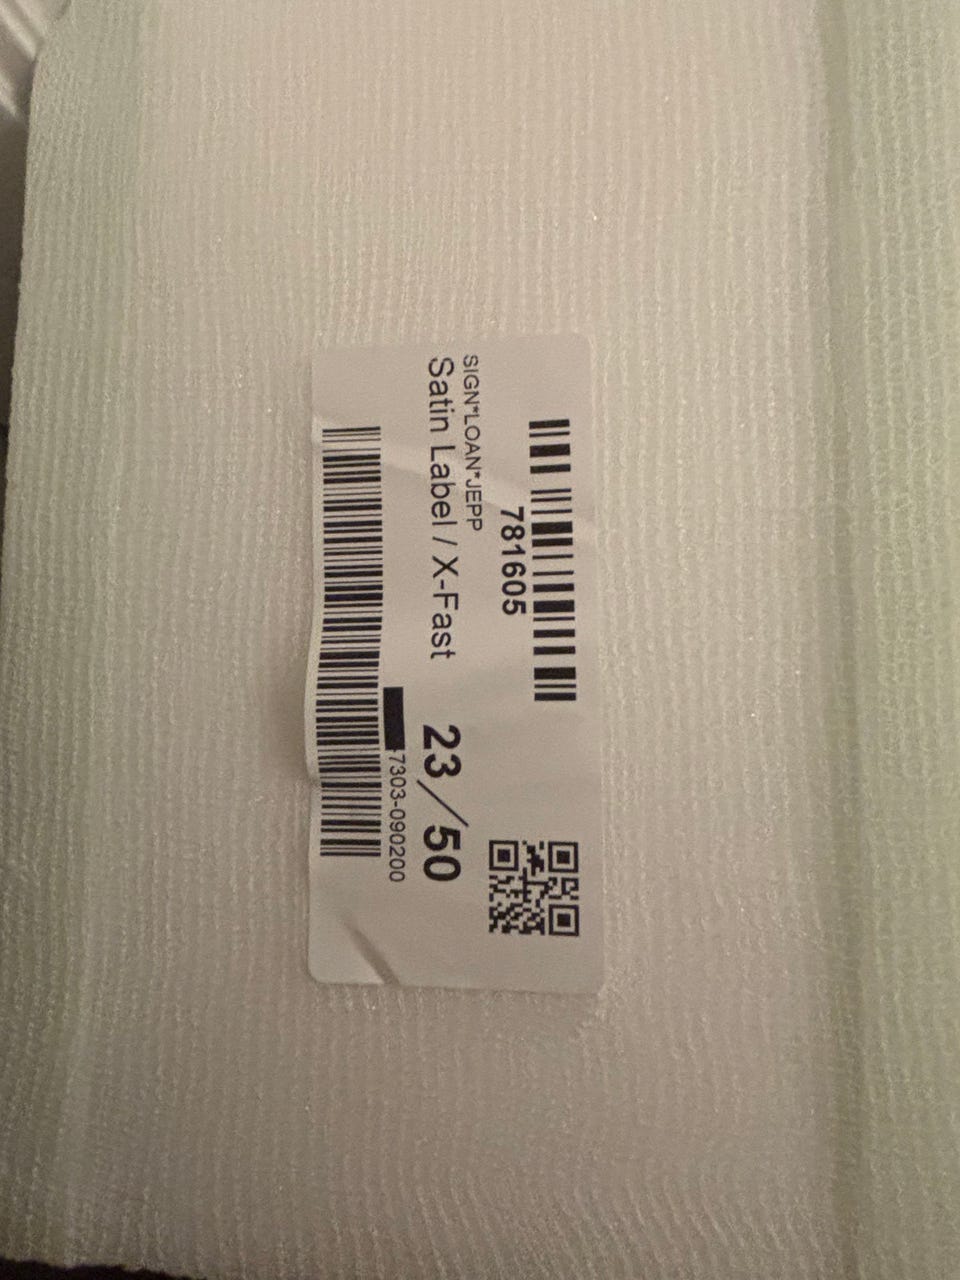 781605
SIGN*LOAN*JEPP
Satin Label / X-Fast
23/50
7303-090200